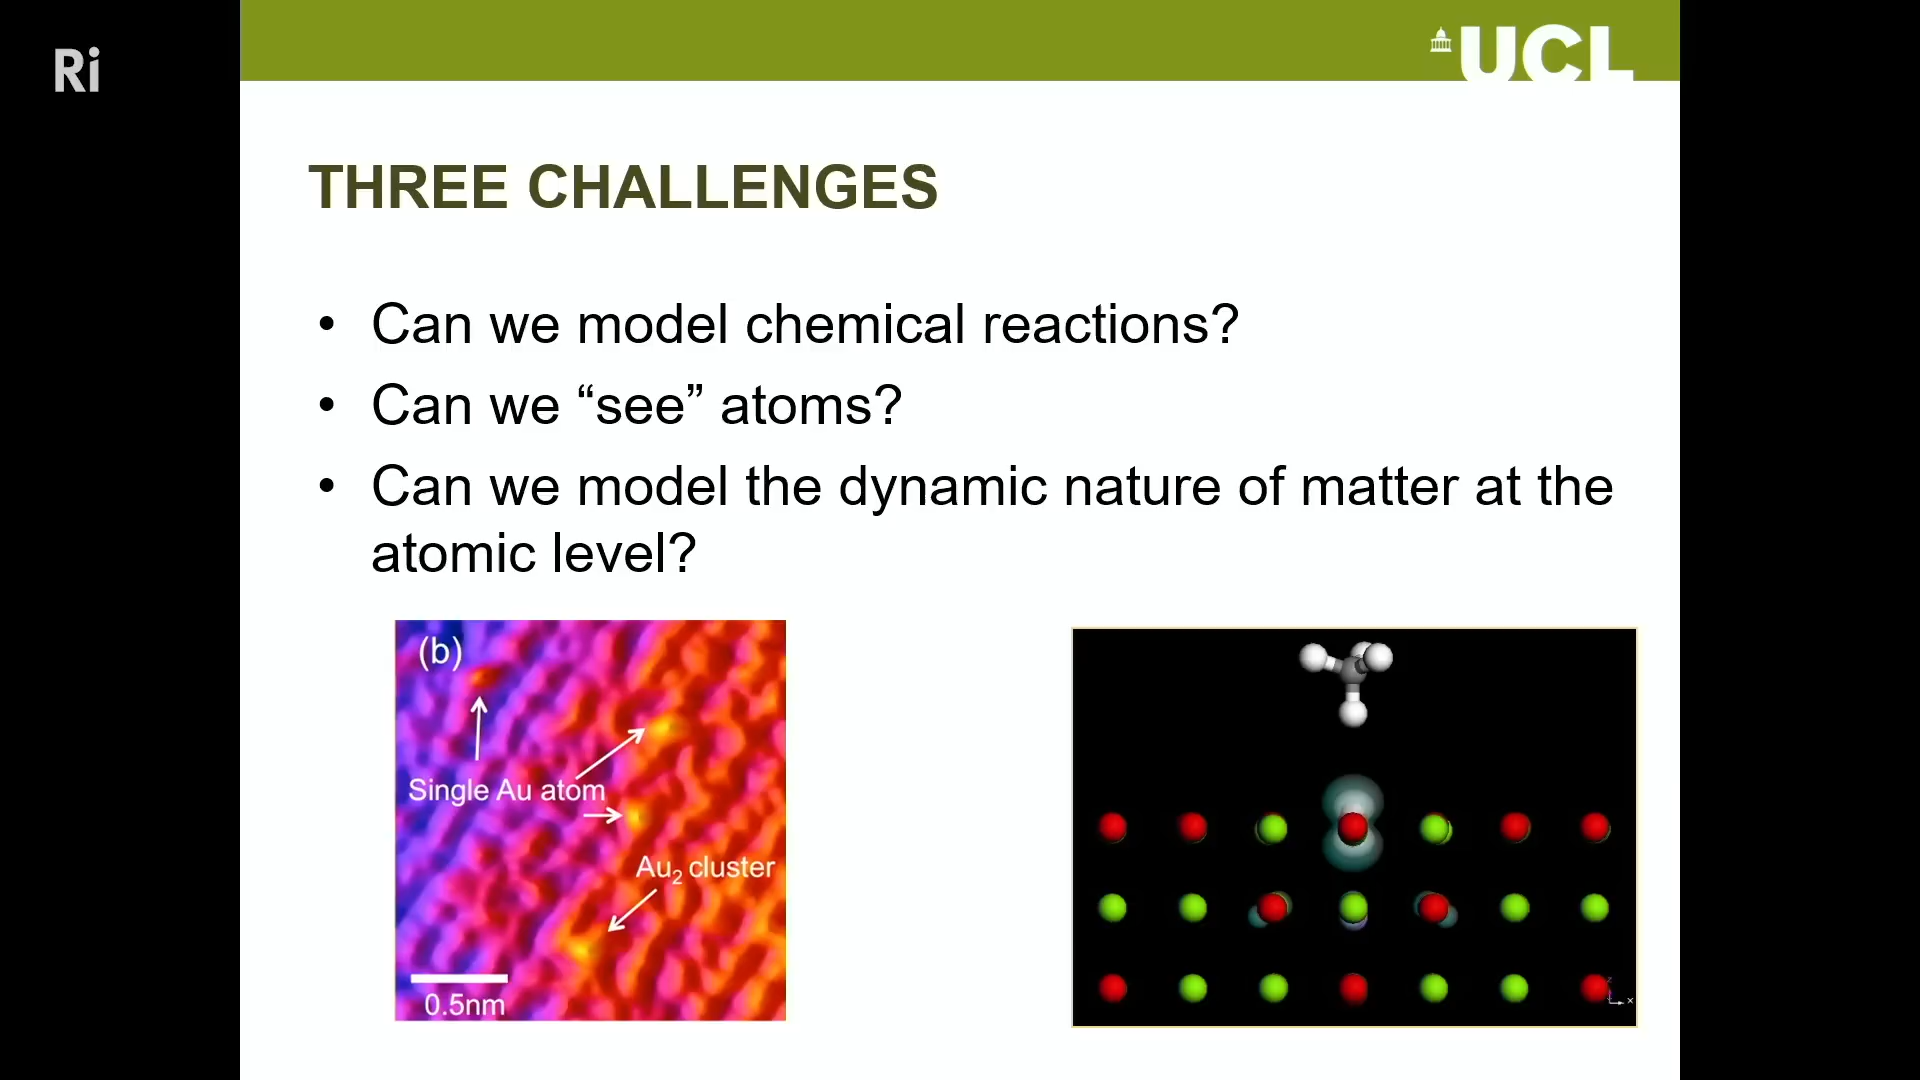 Ri
UCL
THREE CHALLENGES
• Can we model chemical reactions?
• Can we “see” atoms?
• Can we model the dynamic nature of matter at the
atomic level?
(b)
Single Au atom
Au₂ cluster
0.5nm
z
x